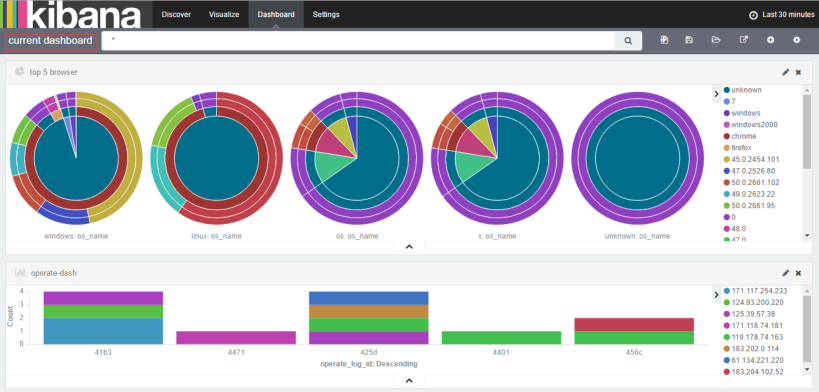 kibana
Discover Visualize Dashboard Settings
Last 30 minutes
current dashboard
*
top 5 browser
windows: os_name
linux: os_name
os: os_name
x: os_name
unknown: os_name
unknown
7
windows
windows2000
chrome
firefox
45.0.2454.101
47.0.2526.80
50.0.2661.102
49.0.2623.22
50.0.2661.95
0
48.0
47.0
operate-dash
Count
4
3
2
1
0
41b3
4471
425d
4401
456c
operate_log_id: Descending
171.117.254.233
124.93.200.220
125.39.57.38
171.118.74.181
110.178.74.163
183.202.0.114
61.134.221.220
183.204.102.52